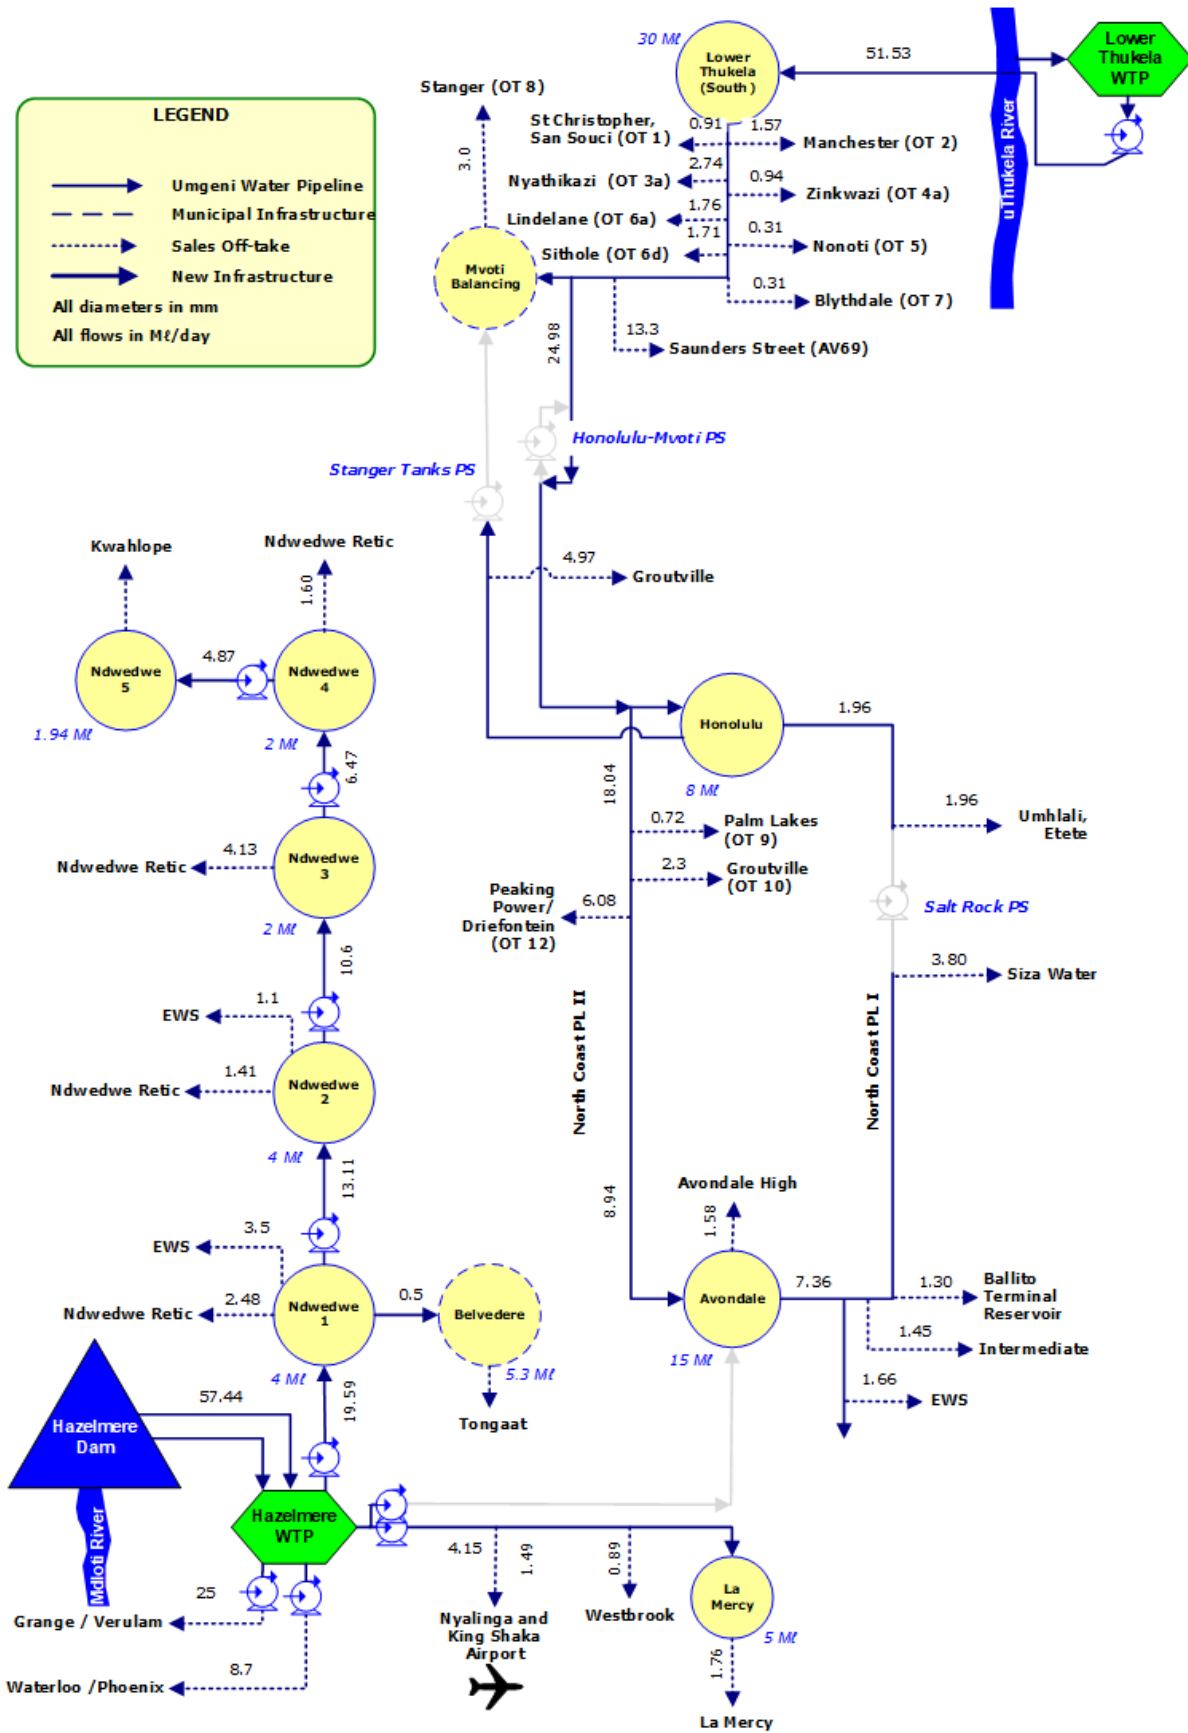 30 Mℓ
Lower
Thukela
(South)
51.53
Lower
Thukela
WTP
uThukela River
Stanger (OT 8)
3.0
LEGEND
Umgeni Water Pipeline
Municipal Infrastructure
Sales Off-take
New Infrastructure
All diameters in mm
All flows in Mℓ/day
St Christopher,
San Souci (OT 1)
0.91
1.57
Manchester (OT 2)
Nyathikazi (OT 3a)
2.74
0.94
Zinkwazi (OT 4a)
Lindelane (OT 6a)
1.76
Sithole (OT 6d)
1.71
0.31
Nonoti (OT 5)
Mvoti
Balancing
0.31
Blythdale (OT 7)
24.98
13.3
Saunders Street (AV69)
Honolulu-Mvoti PS
Stanger Tanks PS
4.97
Groutville
Kwahlope
Ndwedwe Retic
1.60
Ndwedwe
5
4.87
Ndwedwe
4
1.94 Mℓ
2 Mℓ
6.47
Honolulu
1.96
8 Mℓ
18.04
0.72
Palm Lakes
(OT 9)
1.96
Umhlali,
Etete
Ndwedwe Retic
4.13
Ndwedwe
3
2 Mℓ
2.3
Groutville
(OT 10)
Peaking
Power/
Driefontein
(OT 12)
6.08
Salt Rock PS
10.6
3.80
Siza Water
EWS
1.1
North Coast PL II
North Coast PL I
Ndwedwe Retic
1.41
Ndwedwe
2
4 Mℓ
13.11
8.94
Avondale High
1.58
EWS
3.5
Ndwedwe Retic
2.48
Ndwedwe
1
0.5
Belvedere
Avondale
7.36
1.30
Ballito
Terminal
Reservoir
4 Mℓ
5.3 Mℓ
15 Mℓ
1.45
Intermediate
19.59
Tongaat
1.66
EWS
Hazelmere
Dam
57.44
Mdloti River
Hazelmere
WTP
4.15
1.49
0.89
La
Mercy
5 Mℓ
25
Grange / Verulam
Nyalinga and
King Shaka
Airport
Westbrook
1.76
8.7
Waterloo /Phoenix
La Mercy